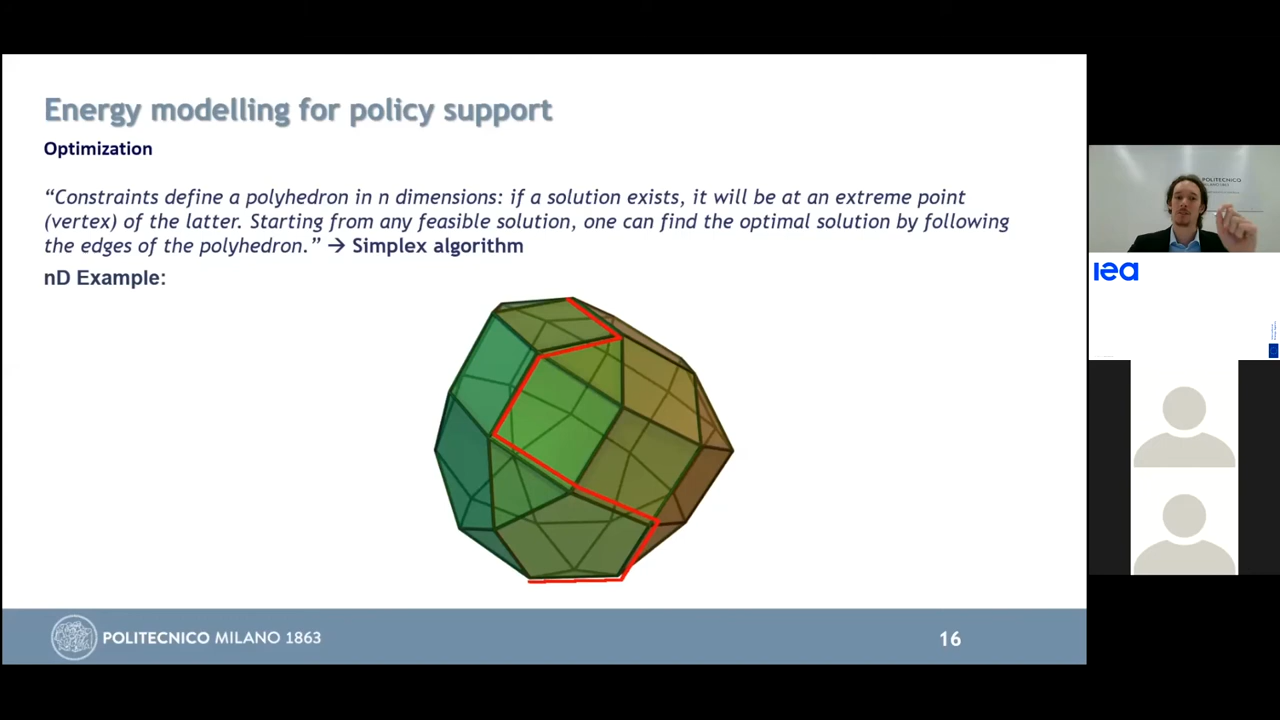 Energy modelling for policy support
Optimization
“Constraints define a polyhedron in n dimensions: if a solution exists, it will be at an extreme point
(vertex) of the latter. Starting from any feasible solution, one can find the optimal solution by following
the edges of the polyhedron.” → Simplex algorithm
nD Example:
POLITECNICO MILANO 1863
16
POLITECNICO
iea